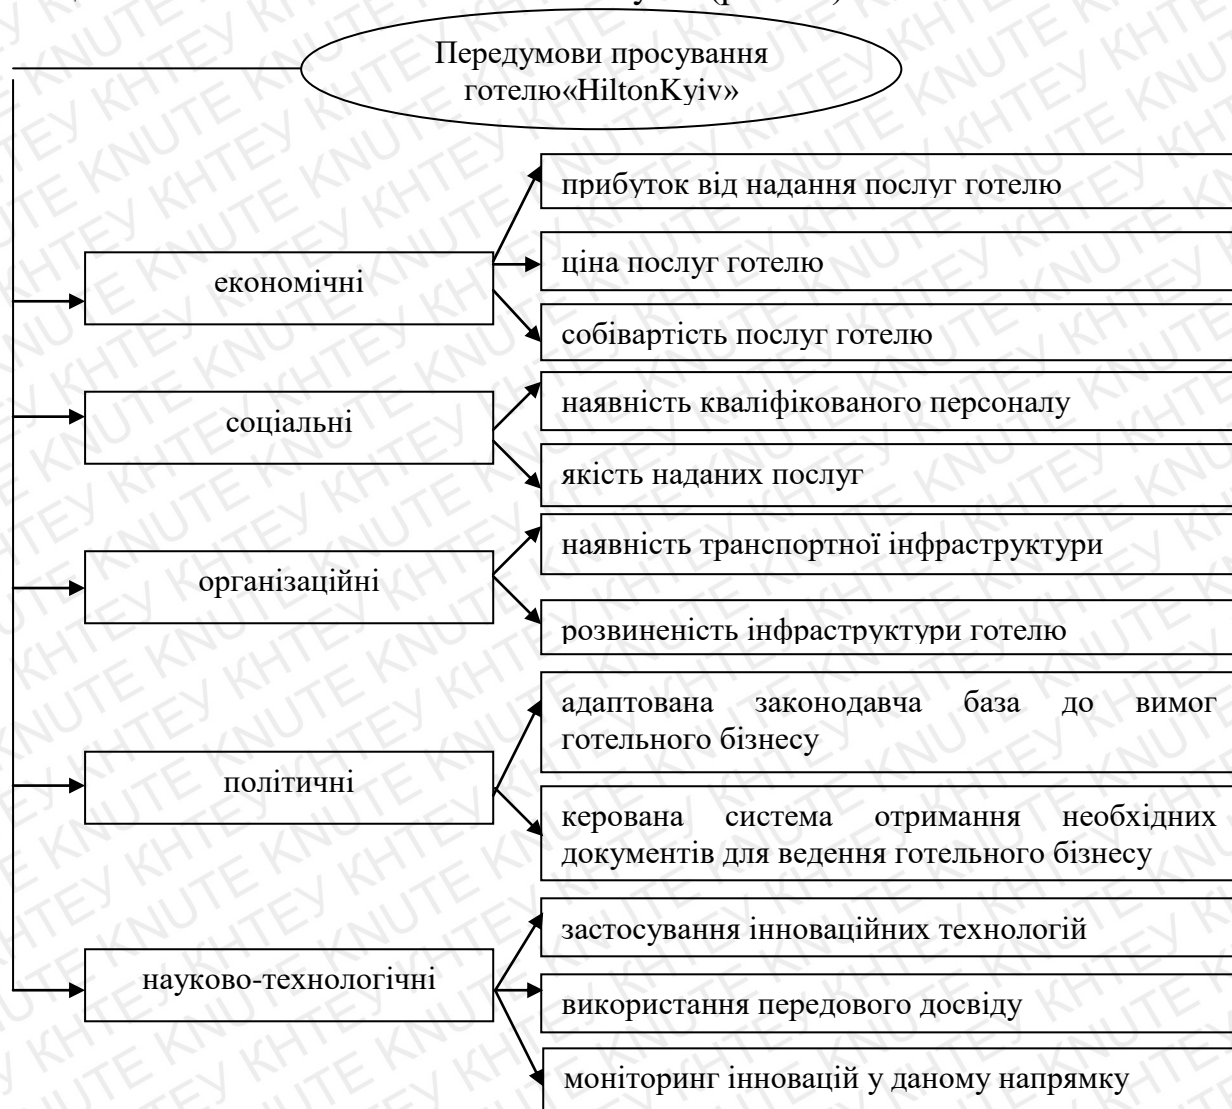 Передумови просування
готелю«HiltonKyiv»
прибуток від надання послуг готелю
економічні
ціна послуг готелю
собівартість послуг готелю
соціальні
наявність кваліфікованого персоналу
якість наданих послуг
організаційні
наявність транспортної інфраструктури
розвиненість інфраструктури готелю
політичні
адаптована законодавча база до вимог
готельного бізнесу
керована система отримання необхідних
документів для ведення готельного бізнесу
науково-технологічні
застосування інноваційних технологій
використання передового досвіду
моніторинг інновацій у даному напрямку